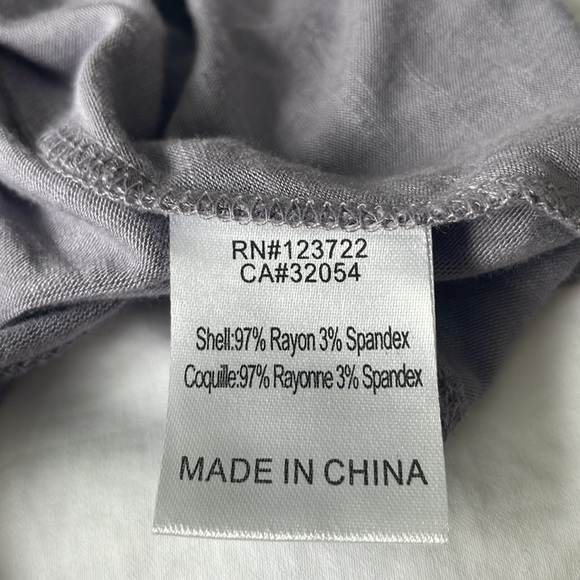 RN#123722
CA#32054
Shell:97% Rayon 3% Spandex
Coquille:97% Rayonne 3% Spandex
MADE IN CHINA